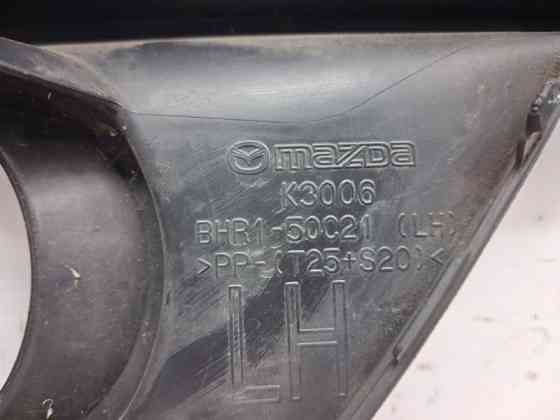 mazda
K3006
BHR1-50C21 (LH)
>PP-(T25+S20)<
LH